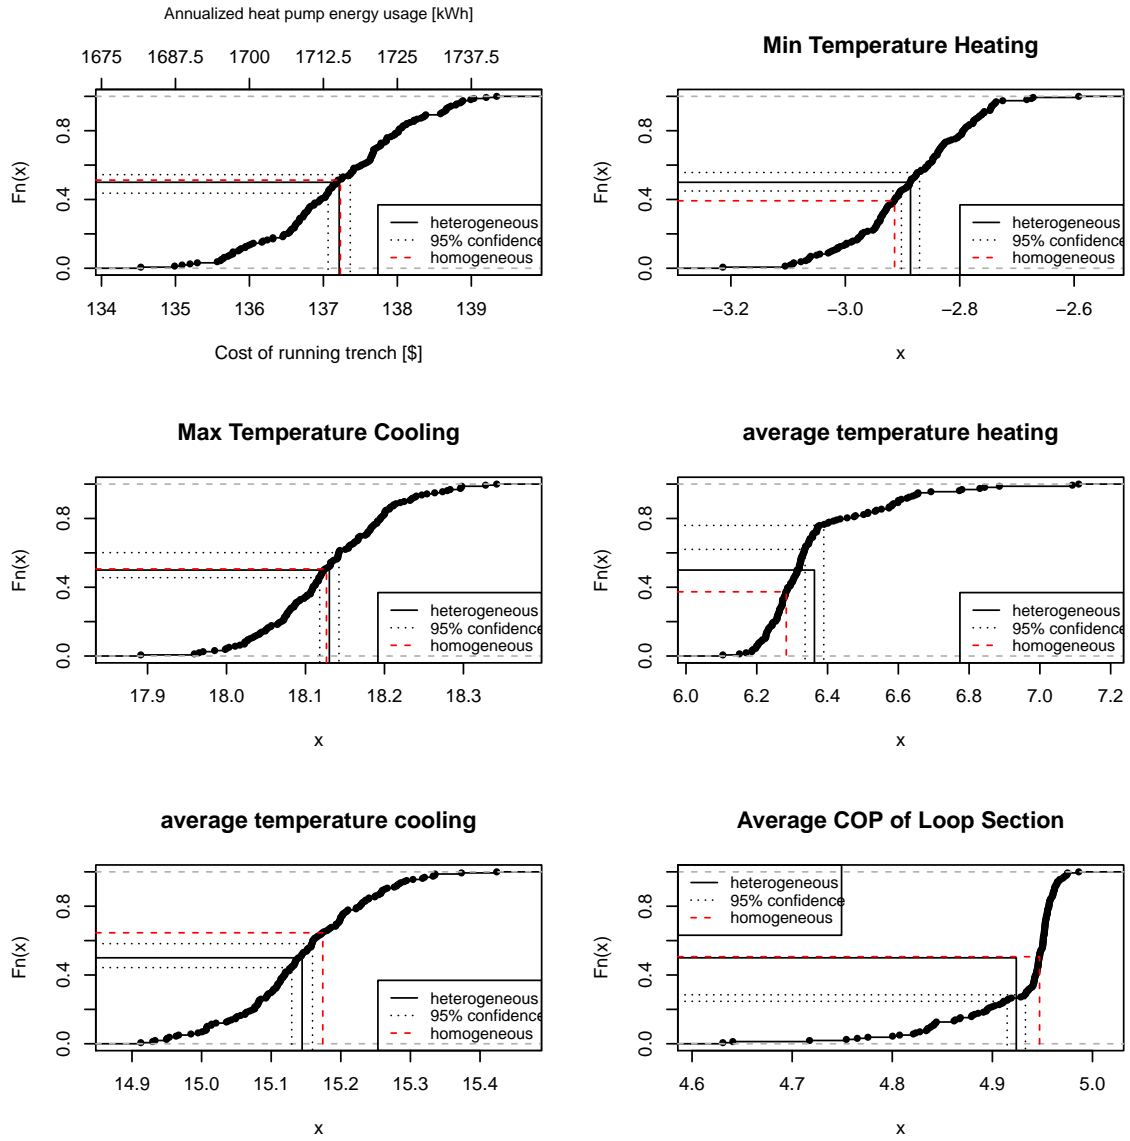 Annualized heat pump energy usage [kWh]
1675 1687.5 1700 1712.5 1725 1737.5
Fn(x)
0.0 0.4 0.8
heterogeneous
95% confidence
homogeneous
134 135 136 137 138 139
Cost of running trench [$]
Min Temperature Heating
Fn(x)
0.0 0.4 0.8
heterogeneous
95% confidence
homogeneous
−3.2 −3.0 −2.8 −2.6
x
Max Temperature Cooling
Fn(x)
0.0 0.4 0.8
heterogeneous
95% confidence
homogeneous
17.9 18.0 18.1 18.2 18.3
x
average temperature heating
Fn(x)
0.0 0.4 0.8
heterogeneous
95% confidence
homogeneous
6.0 6.2 6.4 6.6 6.8 7.0 7.2
x
average temperature cooling
Fn(x)
0.0 0.4 0.8
heterogeneous
95% confidence
homogeneous
14.9 15.0 15.1 15.2 15.3 15.4
x
Average COP of Loop Section
Fn(x)
0.0 0.4 0.8
heterogeneous
95% confidence
homogeneous
4.6 4.7 4.8 4.9 5.0
x